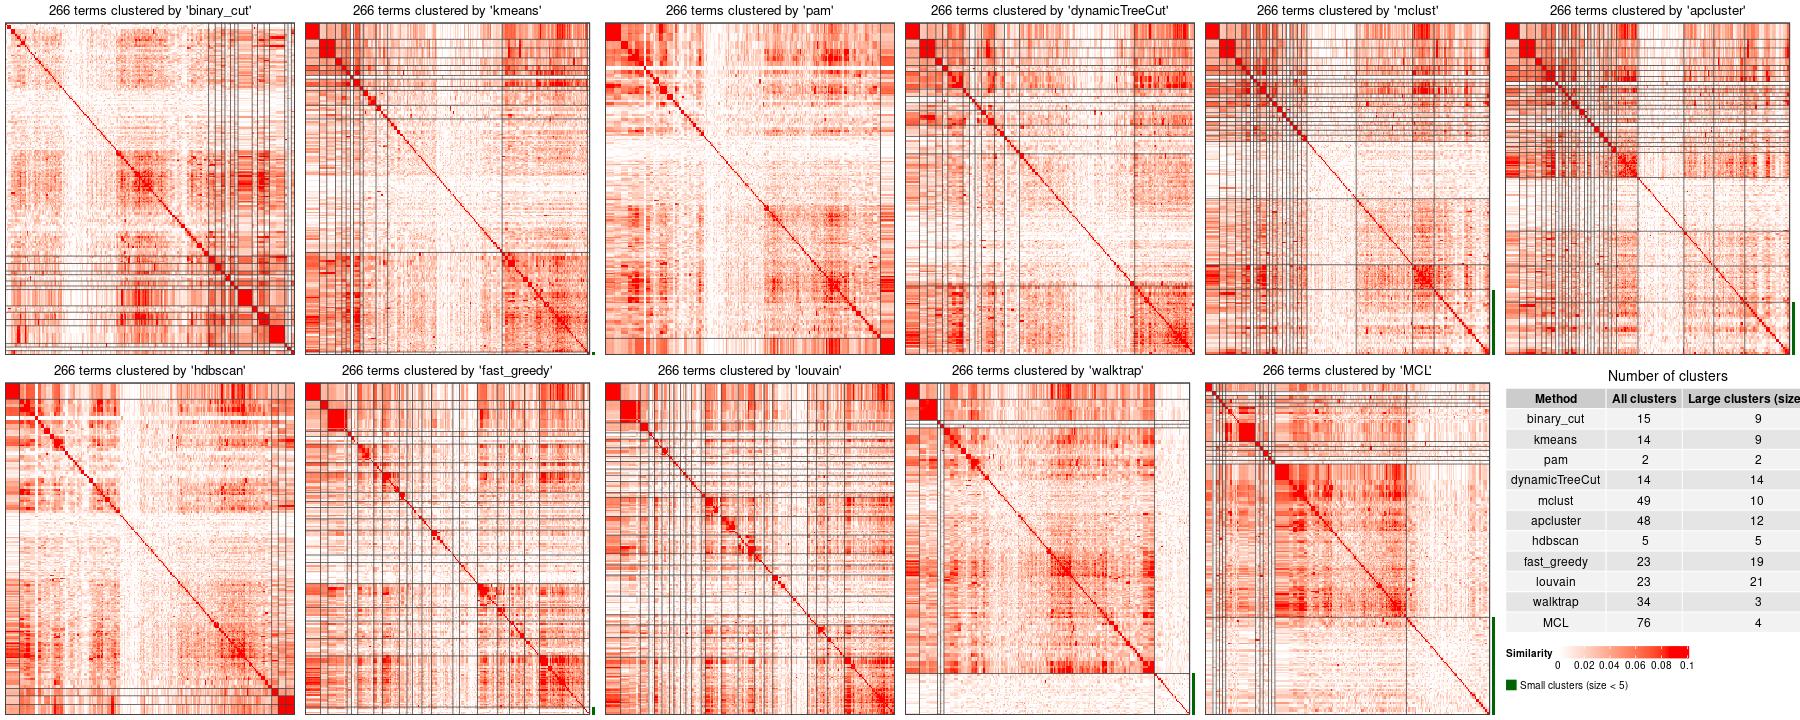 266 terms clustered by 'binary_cut'
266 terms clustered by 'kmeans'
266 terms clustered by 'pam'
266 terms clustered by 'dynamicTreeCut'
266 terms clustered by 'mclust'
266 terms clustered by 'apcluster'
266 terms clustered by 'hdbscan'
266 terms clustered by 'fast_greedy'
266 terms clustered by 'louvain'
266 terms clustered by 'walktrap'
266 terms clustered by 'MCL'
Number of clusters
Method All clusters Large clusters (size
binary_cut 15 9
kmeans 14 9
pam 2 2
dynamicTreeCut 14 14
mclust 49 10
apcluster 48 12
hdbscan 5 5
fast_greedy 23 19
louvain 23 21
walktrap 34 3
MCL 76 4
Similarity
0 0.02 0.04 0.06 0.08 0.1
Small clusters (size < 5)